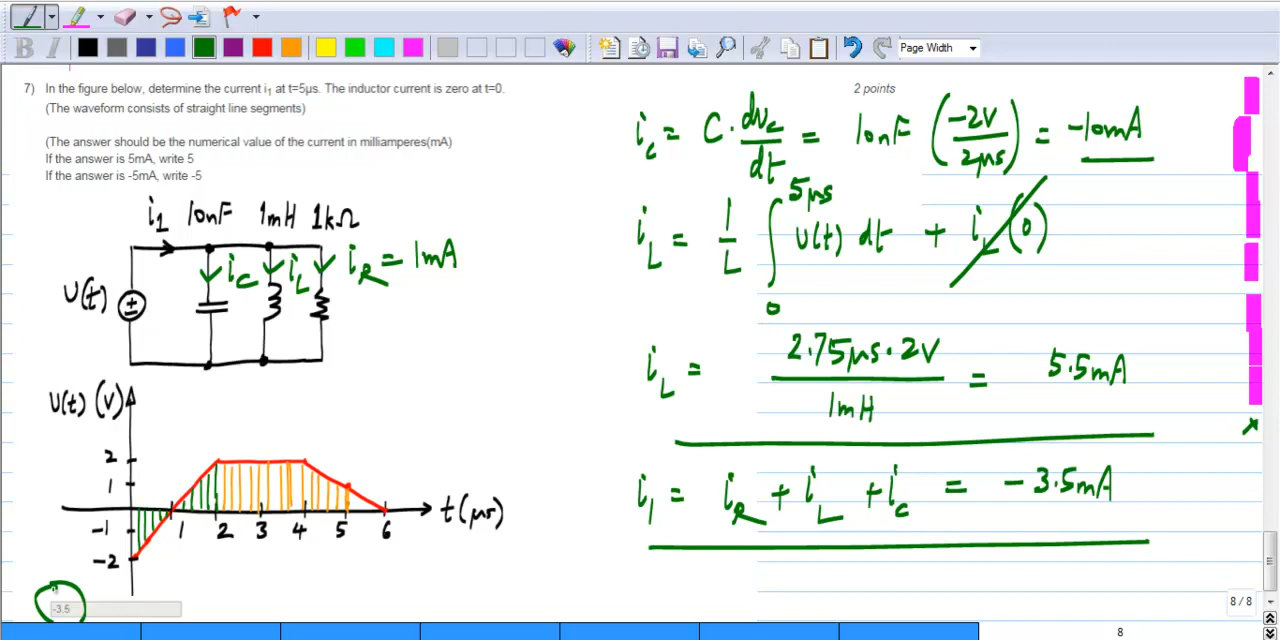 B I Page Width
7) In the figure below, determine the current i1 at t=5µs. The inductor current is zero at t=0. 2 points
(The waveform consists of straight line segments)
(The answer should be the numerical value of the current in milliamperes(mA)
If the answer is 5mA, write 5
If the answer is -5mA, write -5
i1 10nF 1mH 1kΩ
iC iL iR = 1mA
v(t) ±
v(t) (v)
2
1
-1
-2
1 2 3 4 5 6 t(µs)
-3.5
iC = C · dvc/dt = 10nF (-2V/2µs) = -10mA
iL = 1/L ∫ 0 5µs v(t) dt + iL(0)
iL = 2.75µs · 2V / 1mH = 5.5mA
i1 = iR + iL + iC = -3.5mA
8 / 8
8